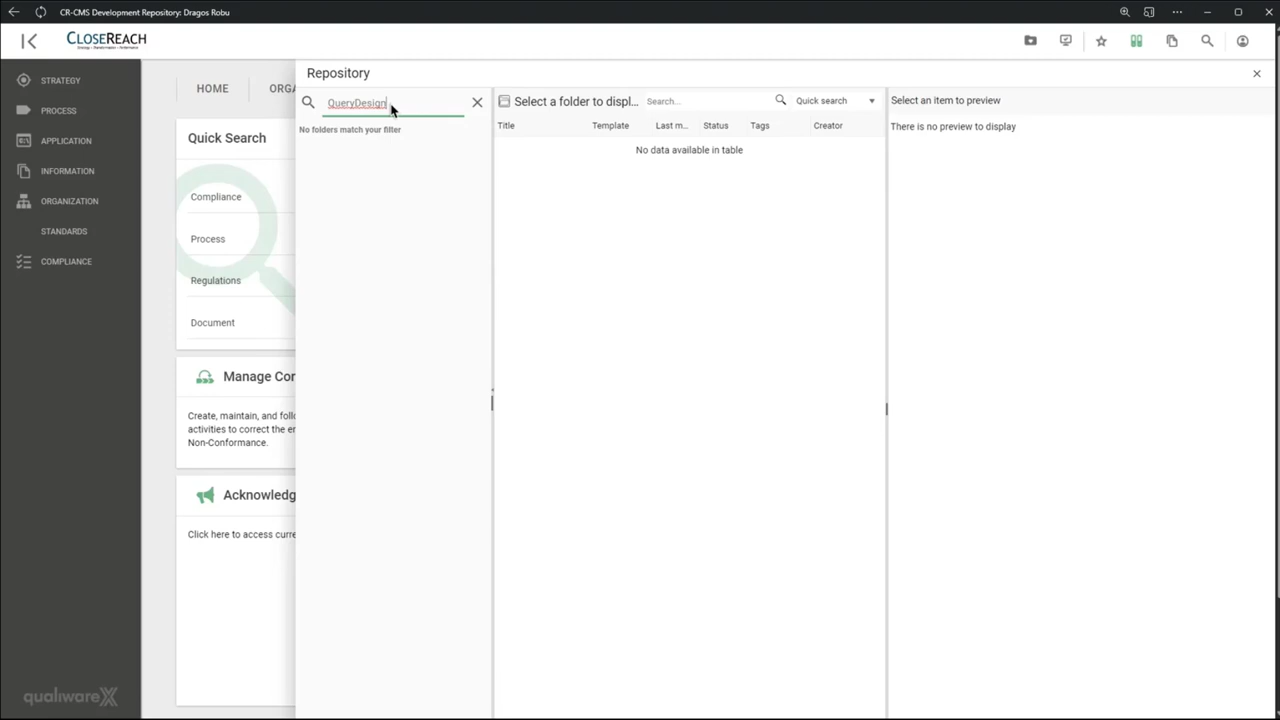 CR-CMS Development Repository: Dragos Robu
CLOSEREACH
STRATEGY
PROCESS
APPLICATION
INFORMATION
ORGANIZATION
STANDARDS
COMPLIANCE
qualiwareX
HOME
ORGA
Quick Search
Compliance
Process
Regulations
Document
Manage Cor
Create, maintain, and follo
activities to correct the er
Non-Conformance.
Acknowledg
Click here to access curre
Repository
QueryDesign
No folders match your filter
Select a folder to displ... Search... Quick search
Title Template Last m... Status Tags Creator
No data available in table
Select an item to preview
There is no preview to display